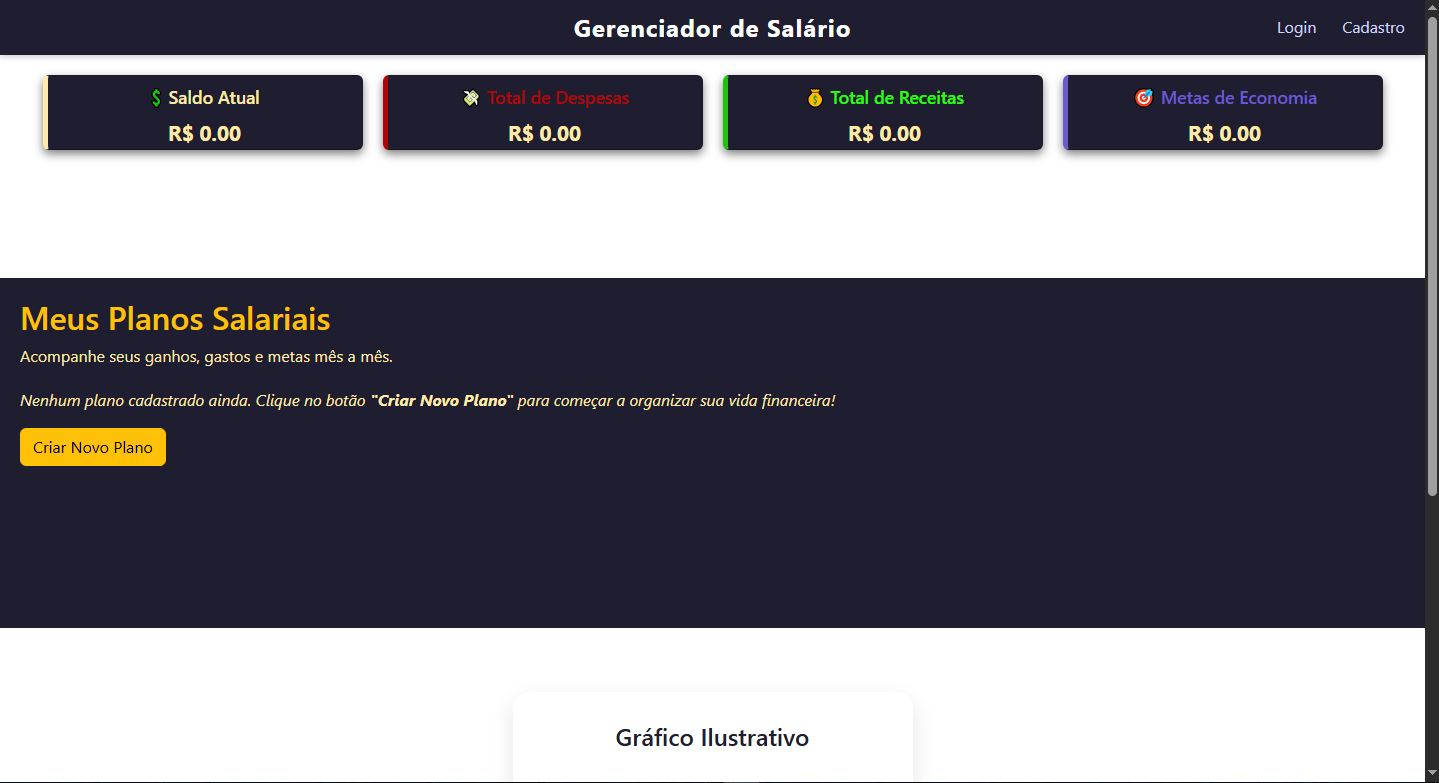 Gerenciador de Salário
Login
Cadastro
Saldo Atual
R$ 0.00
Total de Despesas
R$ 0.00
Total de Receitas
R$ 0.00
Metas de Economia
R$ 0.00
Meus Planos Salariais
Acompanhe seus ganhos, gastos e metas mês a mês.
Nenhum plano cadastrado ainda. Clique no botão "Criar Novo Plano" para começar a organizar sua vida financeira!
Criar Novo Plano
Gráfico Ilustrativo